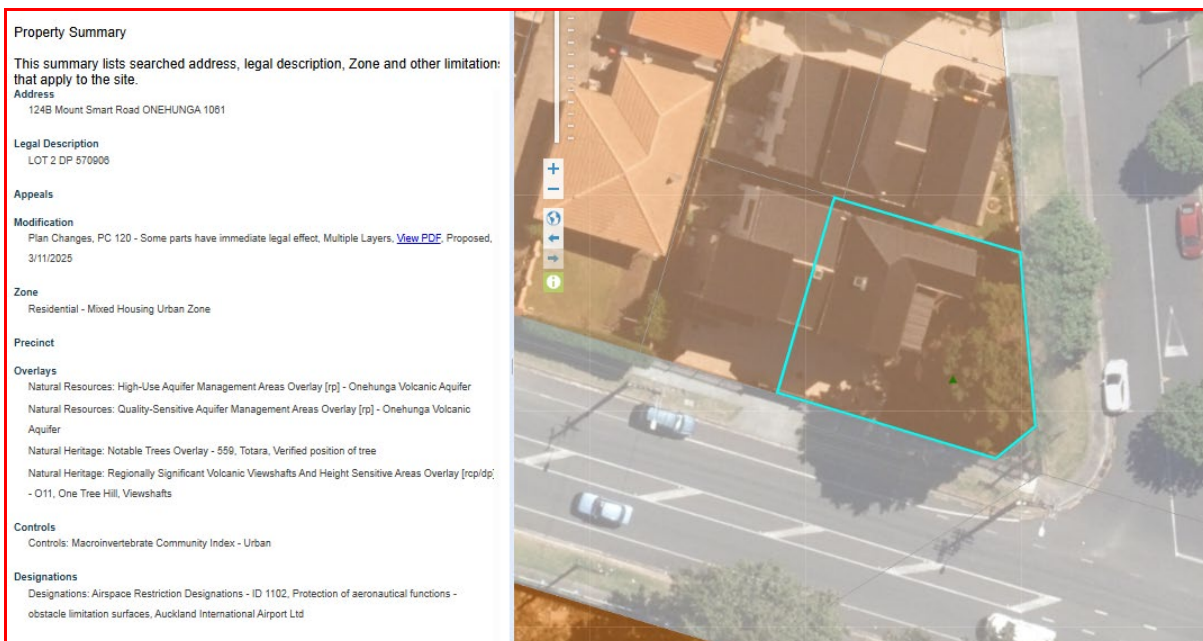 Property Summary
This summary lists searched address, legal description, Zone and other limitations
that apply to the site.
Address
124B Mount Smart Road ONEHUNGA 1061
Legal Description
LOT 2 DP 570906
Appeals
Modification
Plan Changes, PC 120 - Some parts have immediate legal effect, Multiple Layers, View PDF, Proposed,
3/11/2025
Zone
Residential - Mixed Housing Urban Zone
Precinct
Overlays
Natural Resources: High-Use Aquifer Management Areas Overlay [rp] - Onehunga Volcanic Aquifer
Natural Resources: Quality-Sensitive Aquifer Management Areas Overlay [rp] - Onehunga Volcanic
Aquifer
Natural Heritage: Notable Trees Overlay - 559, Totara, Verified position of tree
Natural Heritage: Regionally Significant Volcanic Viewshafts And Height Sensitive Areas Overlay [rcp/dp]
- O11, One Tree Hill, Viewshafts
Controls
Controls: Macroinvertebrate Community Index - Urban
Designations
Designations: Airspace Restriction Designations - ID 1102, Protection of aeronautical functions -
obstacle limitation surfaces, Auckland International Airport Ltd